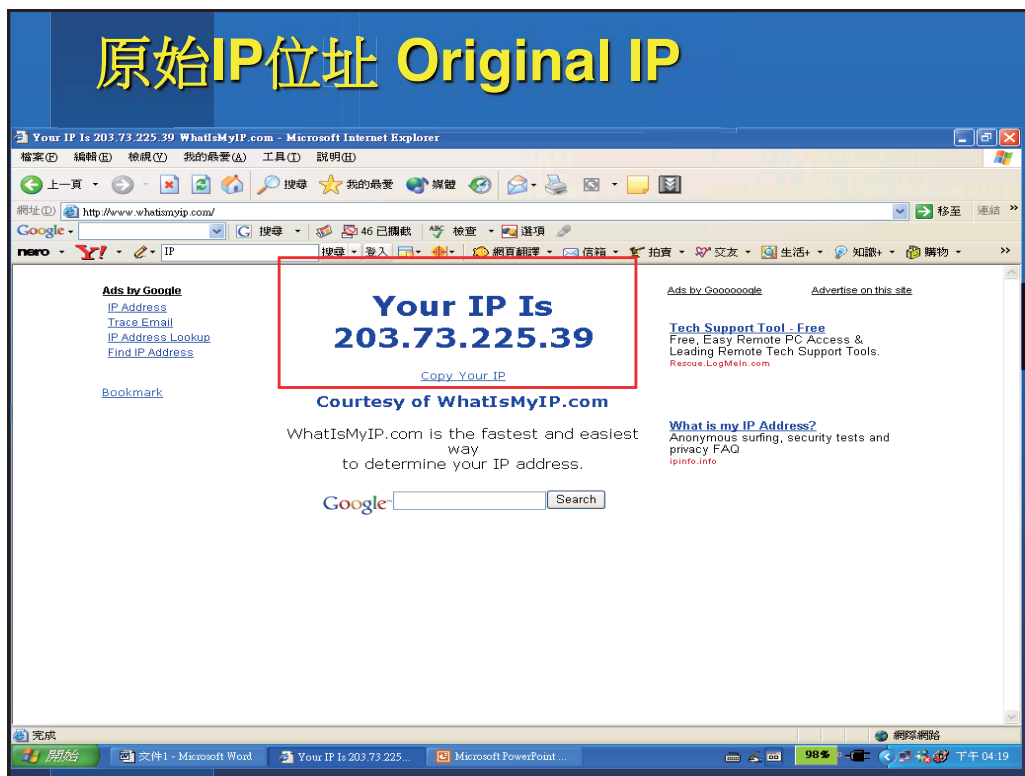 原始IP位址 Original IP
Your IP Is 203.73.225.39 WhatIsMyIP.com - Microsoft Internet Explorer
檔案(F) 編輯(E) 檢視(V) 我的最愛(A) 工具(T) 說明(H)
上一頁 搜尋 我的最愛 媒體
網址(D) http://www.whatismyip.com/ 移至 連結 »
Google 搜尋 46 已攔截 檢查 選項
nero Y! IP 搜尋 登入 網頁翻譯 信箱 拍賣 交友 生活+ 知識+ 購物 »
Ads by Google
IP Address
Trace Email
IP Address Lookup
Find IP Address
Bookmark
Your IP Is
203.73.225.39
Copy Your IP
Courtesy of WhatIsMyIP.com
WhatIsMyIP.com is the fastest and easiest
way
to determine your IP address.
Google Search
Ads by Goooooogle Advertise on this site
Tech Support Tool - Free
Free, Easy Remote PC Access &
Leading Remote Tech Support Tools.
Rescue.LogMeIn.com
What is my IP Address?
Anonymous surfing, security tests and
privacy FAQ
ipinfo.info
完成 網際網路
開始 文件1 - Microsoft Word Your IP Is 203.73.225... Microsoft PowerPoint ... 98% 下午 04:19